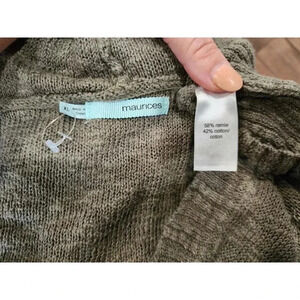 XL
maurices
58% ramie
42% cotton/
coton